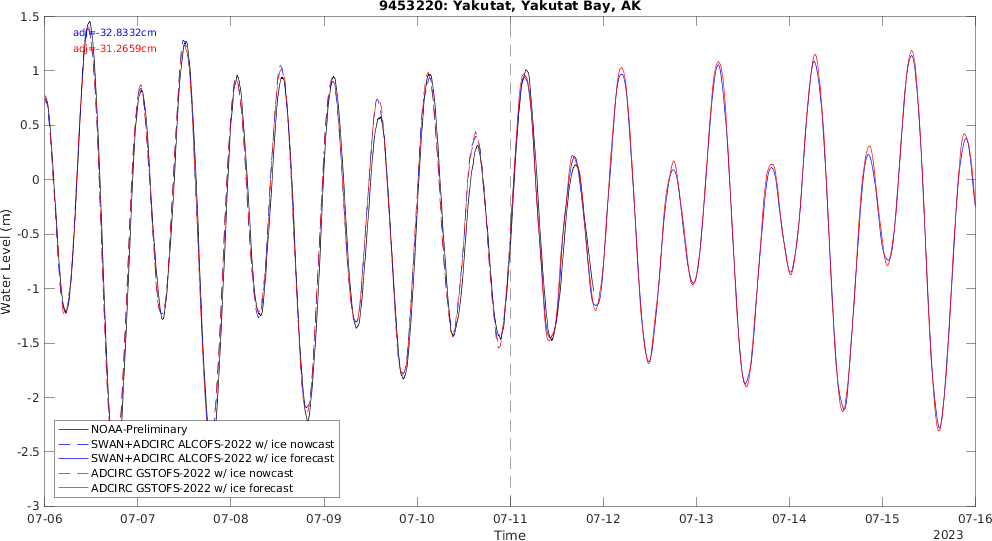 9453220: Yakutat, Yakutat Bay, AK
adj=-32.8332cm
adj=-31.2659cm
Water Level (m)
1.5
1
0.5
0
-0.5
-1
-1.5
-2
-2.5
-3
NOAA-Preliminary
SWAN+ADCIRC ALCOFS-2022 w/ ice nowcast
SWAN+ADCIRC ALCOFS-2022 w/ ice forecast
ADCIRC GSTOFS-2022 w/ ice nowcast
ADCIRC GSTOFS-2022 w/ ice forecast
07-06 07-07 07-08 07-09 07-10 07-11 07-12 07-13 07-14 07-15 07-16
Time
2023